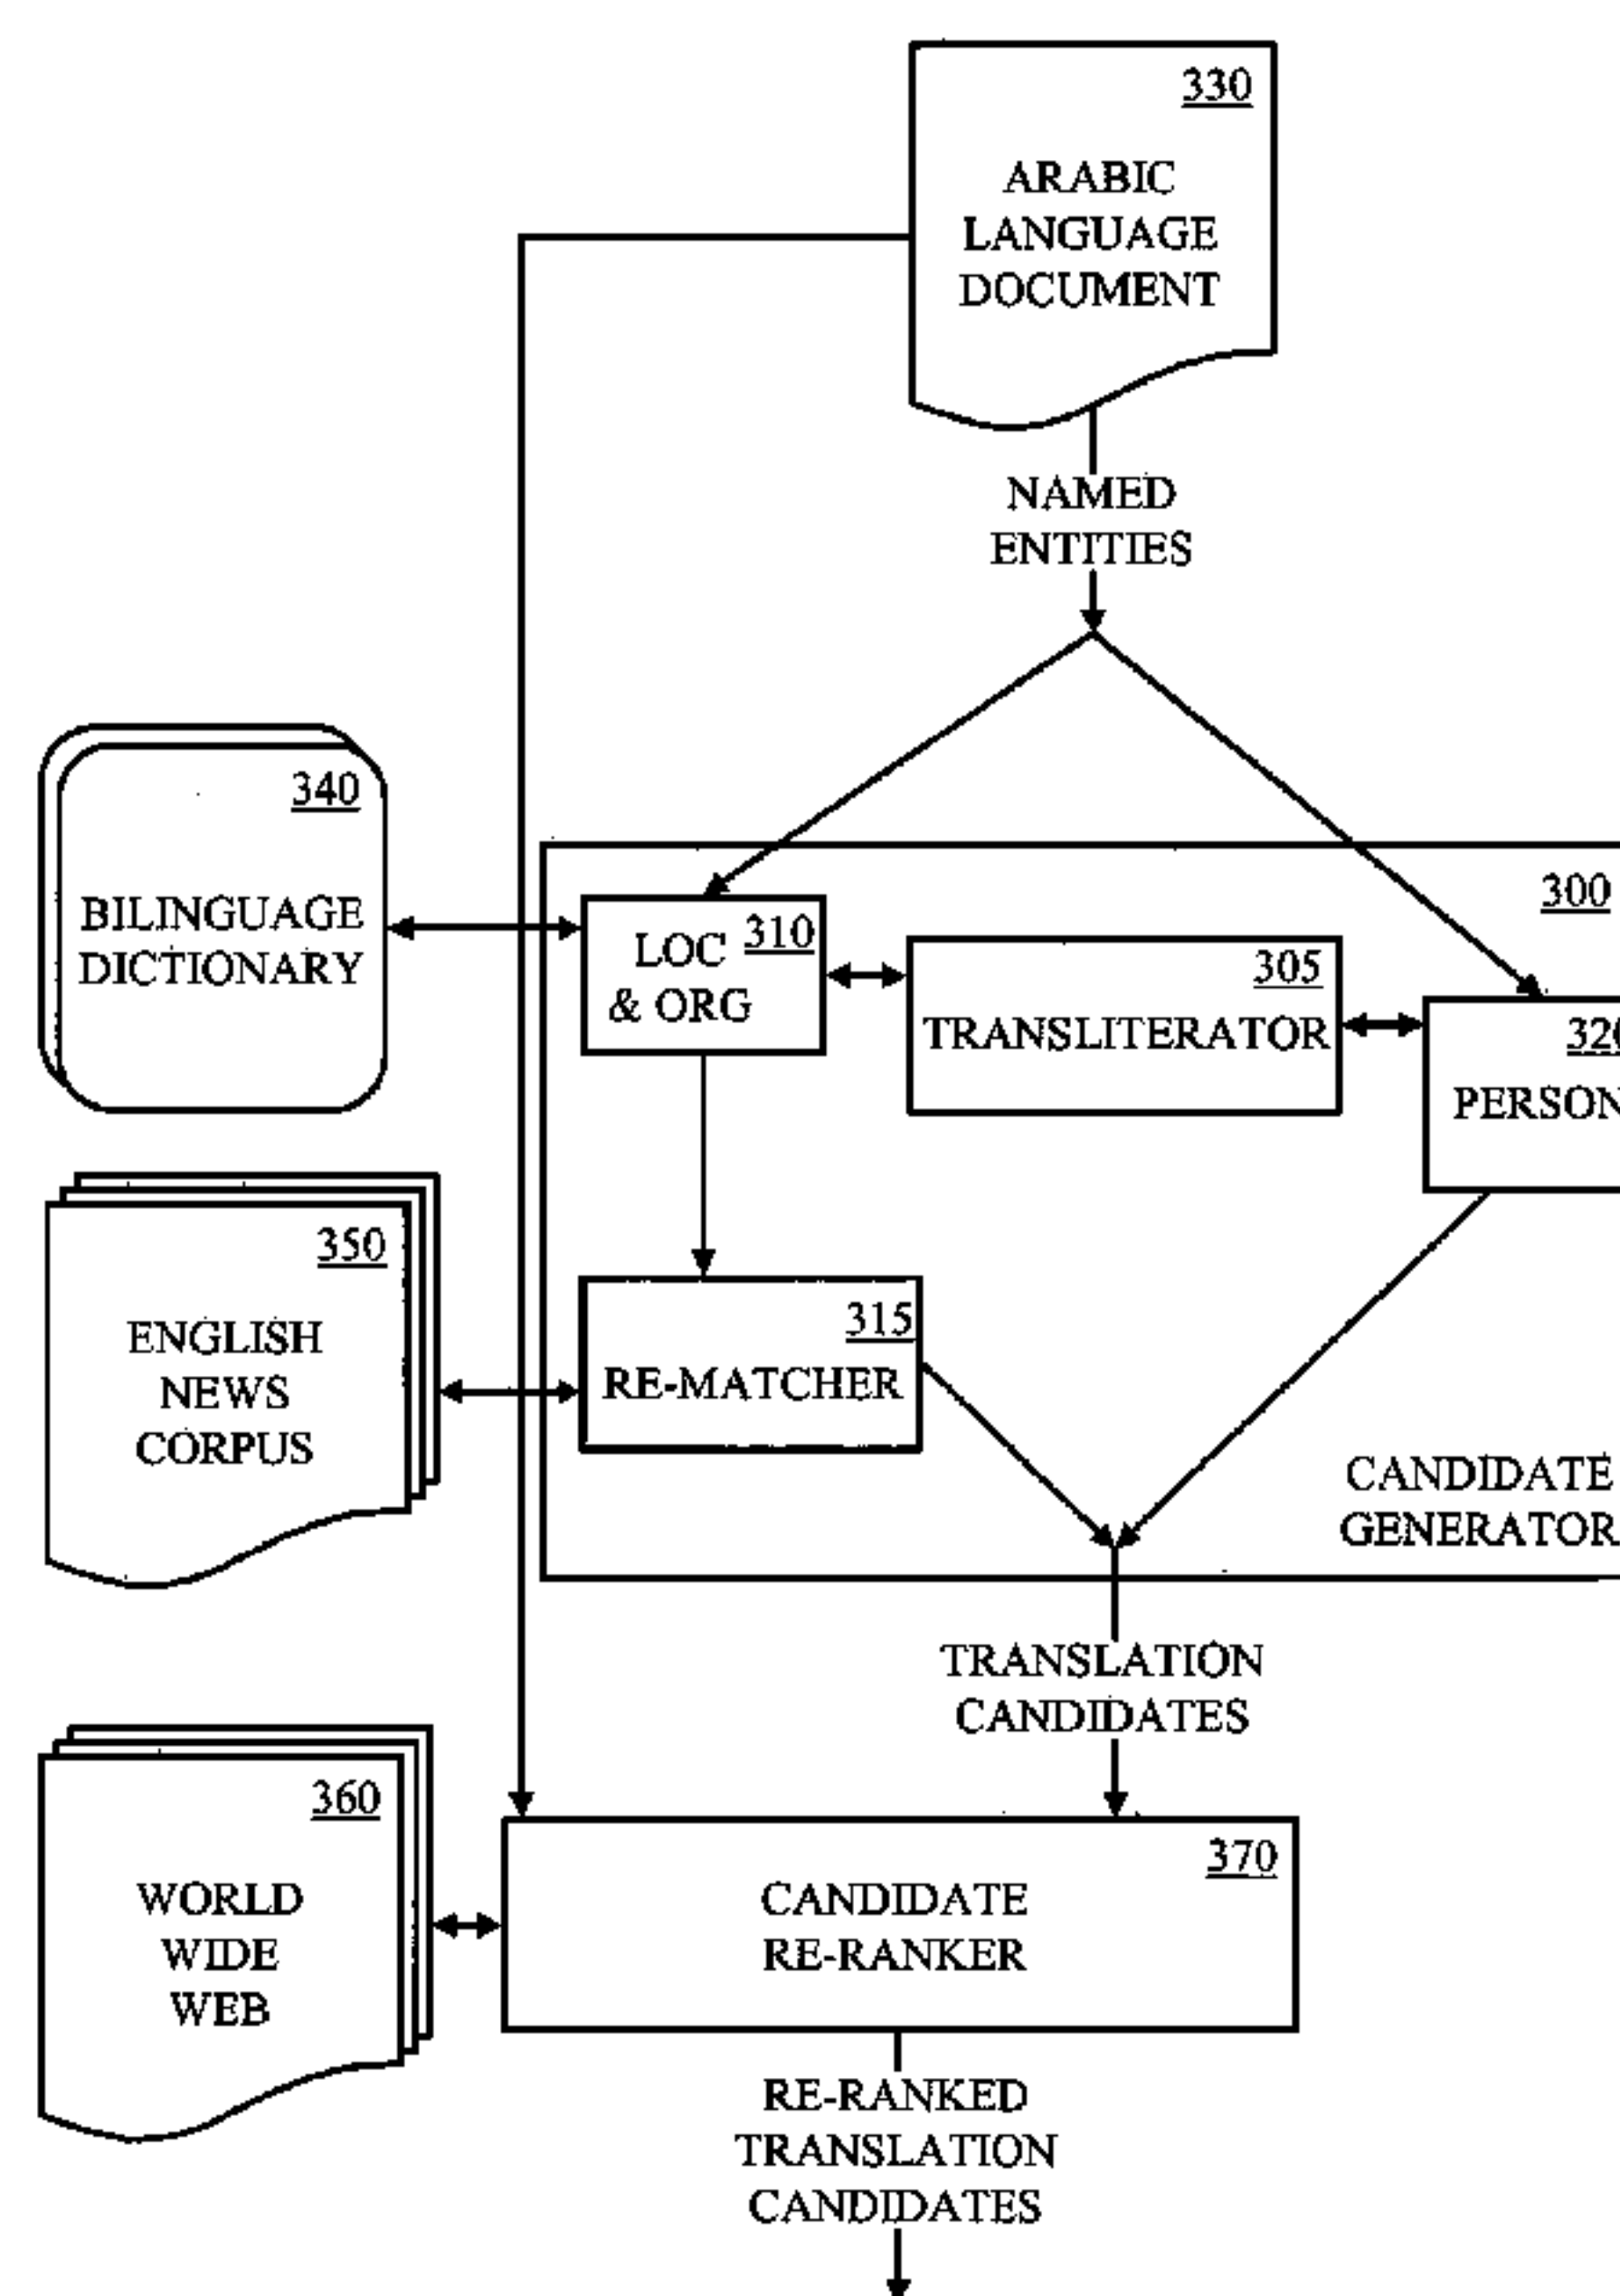 330
ARABIC
LANGUAGE
DOCUMENT
NAMED
ENTITIES
340
BILINGUAGE
DICTIONARY
300
310
LOC
& ORG
305
TRANSLITERATOR
320
PERSON
350
ENGLISH
NEWS
CORPUS
315
RE-MATCHER
CANDIDATE
GENERATOR
TRANSLATION
CANDIDATES
360
WORLD
WIDE
WEB
370
CANDIDATE
RE-RANKER
RE-RANKED
TRANSLATION
CANDIDATES